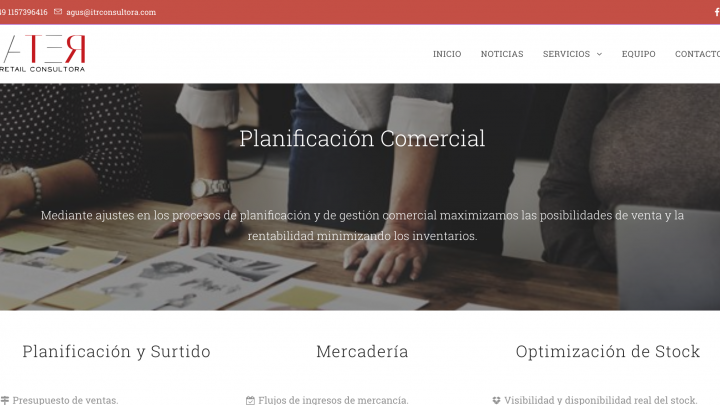 49 1157396416 agus@itrconsultora.com
ATER
RETAIL CONSULTORA
INICIO NOTICIAS SERVICIOS EQUIPO CONTACTO
Planificación Comercial
Mediante ajustes en los procesos de planificación y de gestión comercial maximizamos las posibilidades de venta y la
rentabilidad minimizando los inventarios.
Planificación y Surtido Mercadería Optimización de Stock
Presupuesto de ventas. Flujos de ingresos de mercancía. Visibilidad y disponibilidad real del stock.